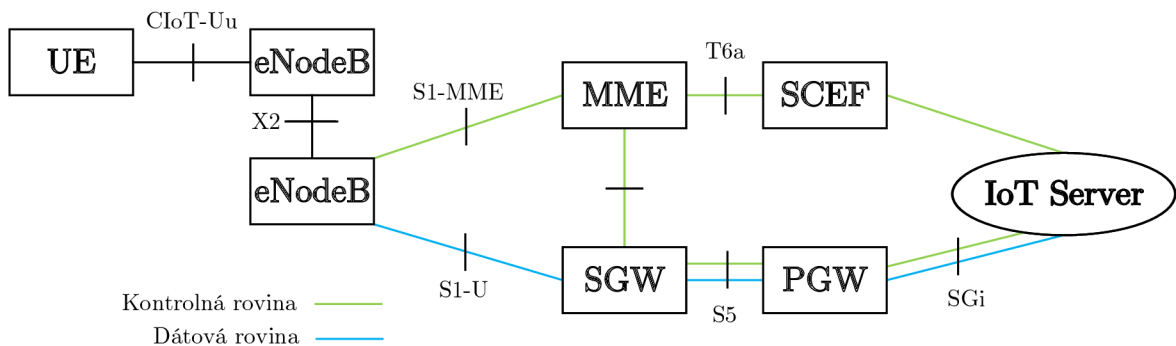 CIoT-Uu
UE
eNodeB
X2
S1-MME
MME
T6a
SCEF
eNodeB
IoT Server
S1-U
SGW
S5
PGW
SGi
Kontrolná rovina
Dátová rovina